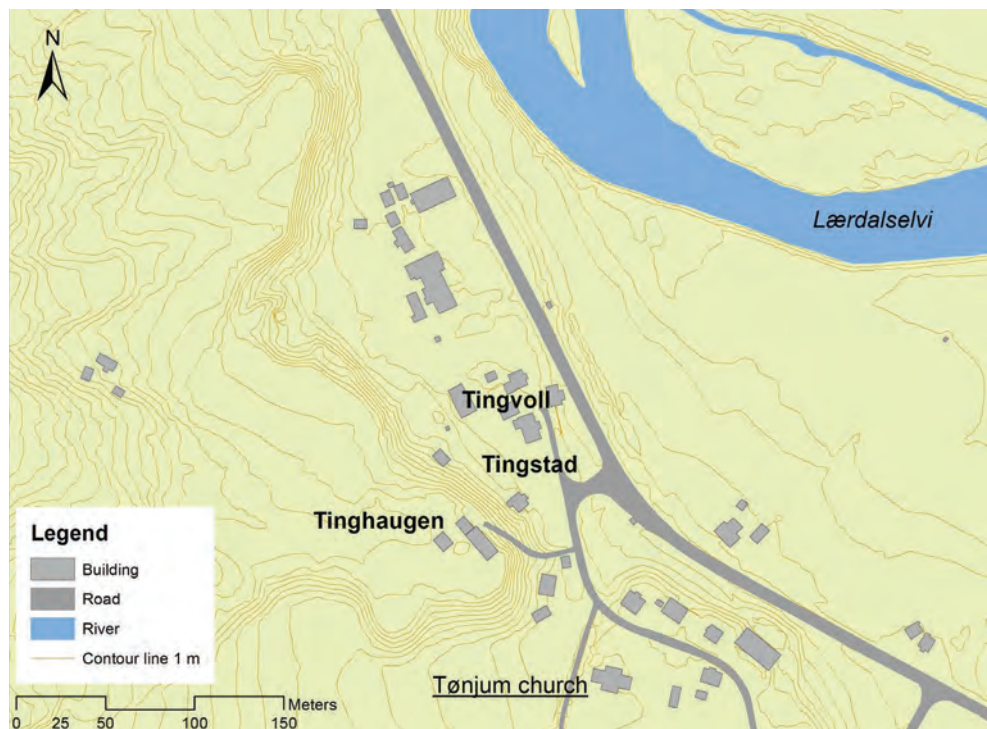 N
Lærdalselvi
Tingvoll
Tingstad
Tinghaugen
Legend
Building
Road
River
Contour line 1 m
Tønjum church
Meters
0 25 50 100 150